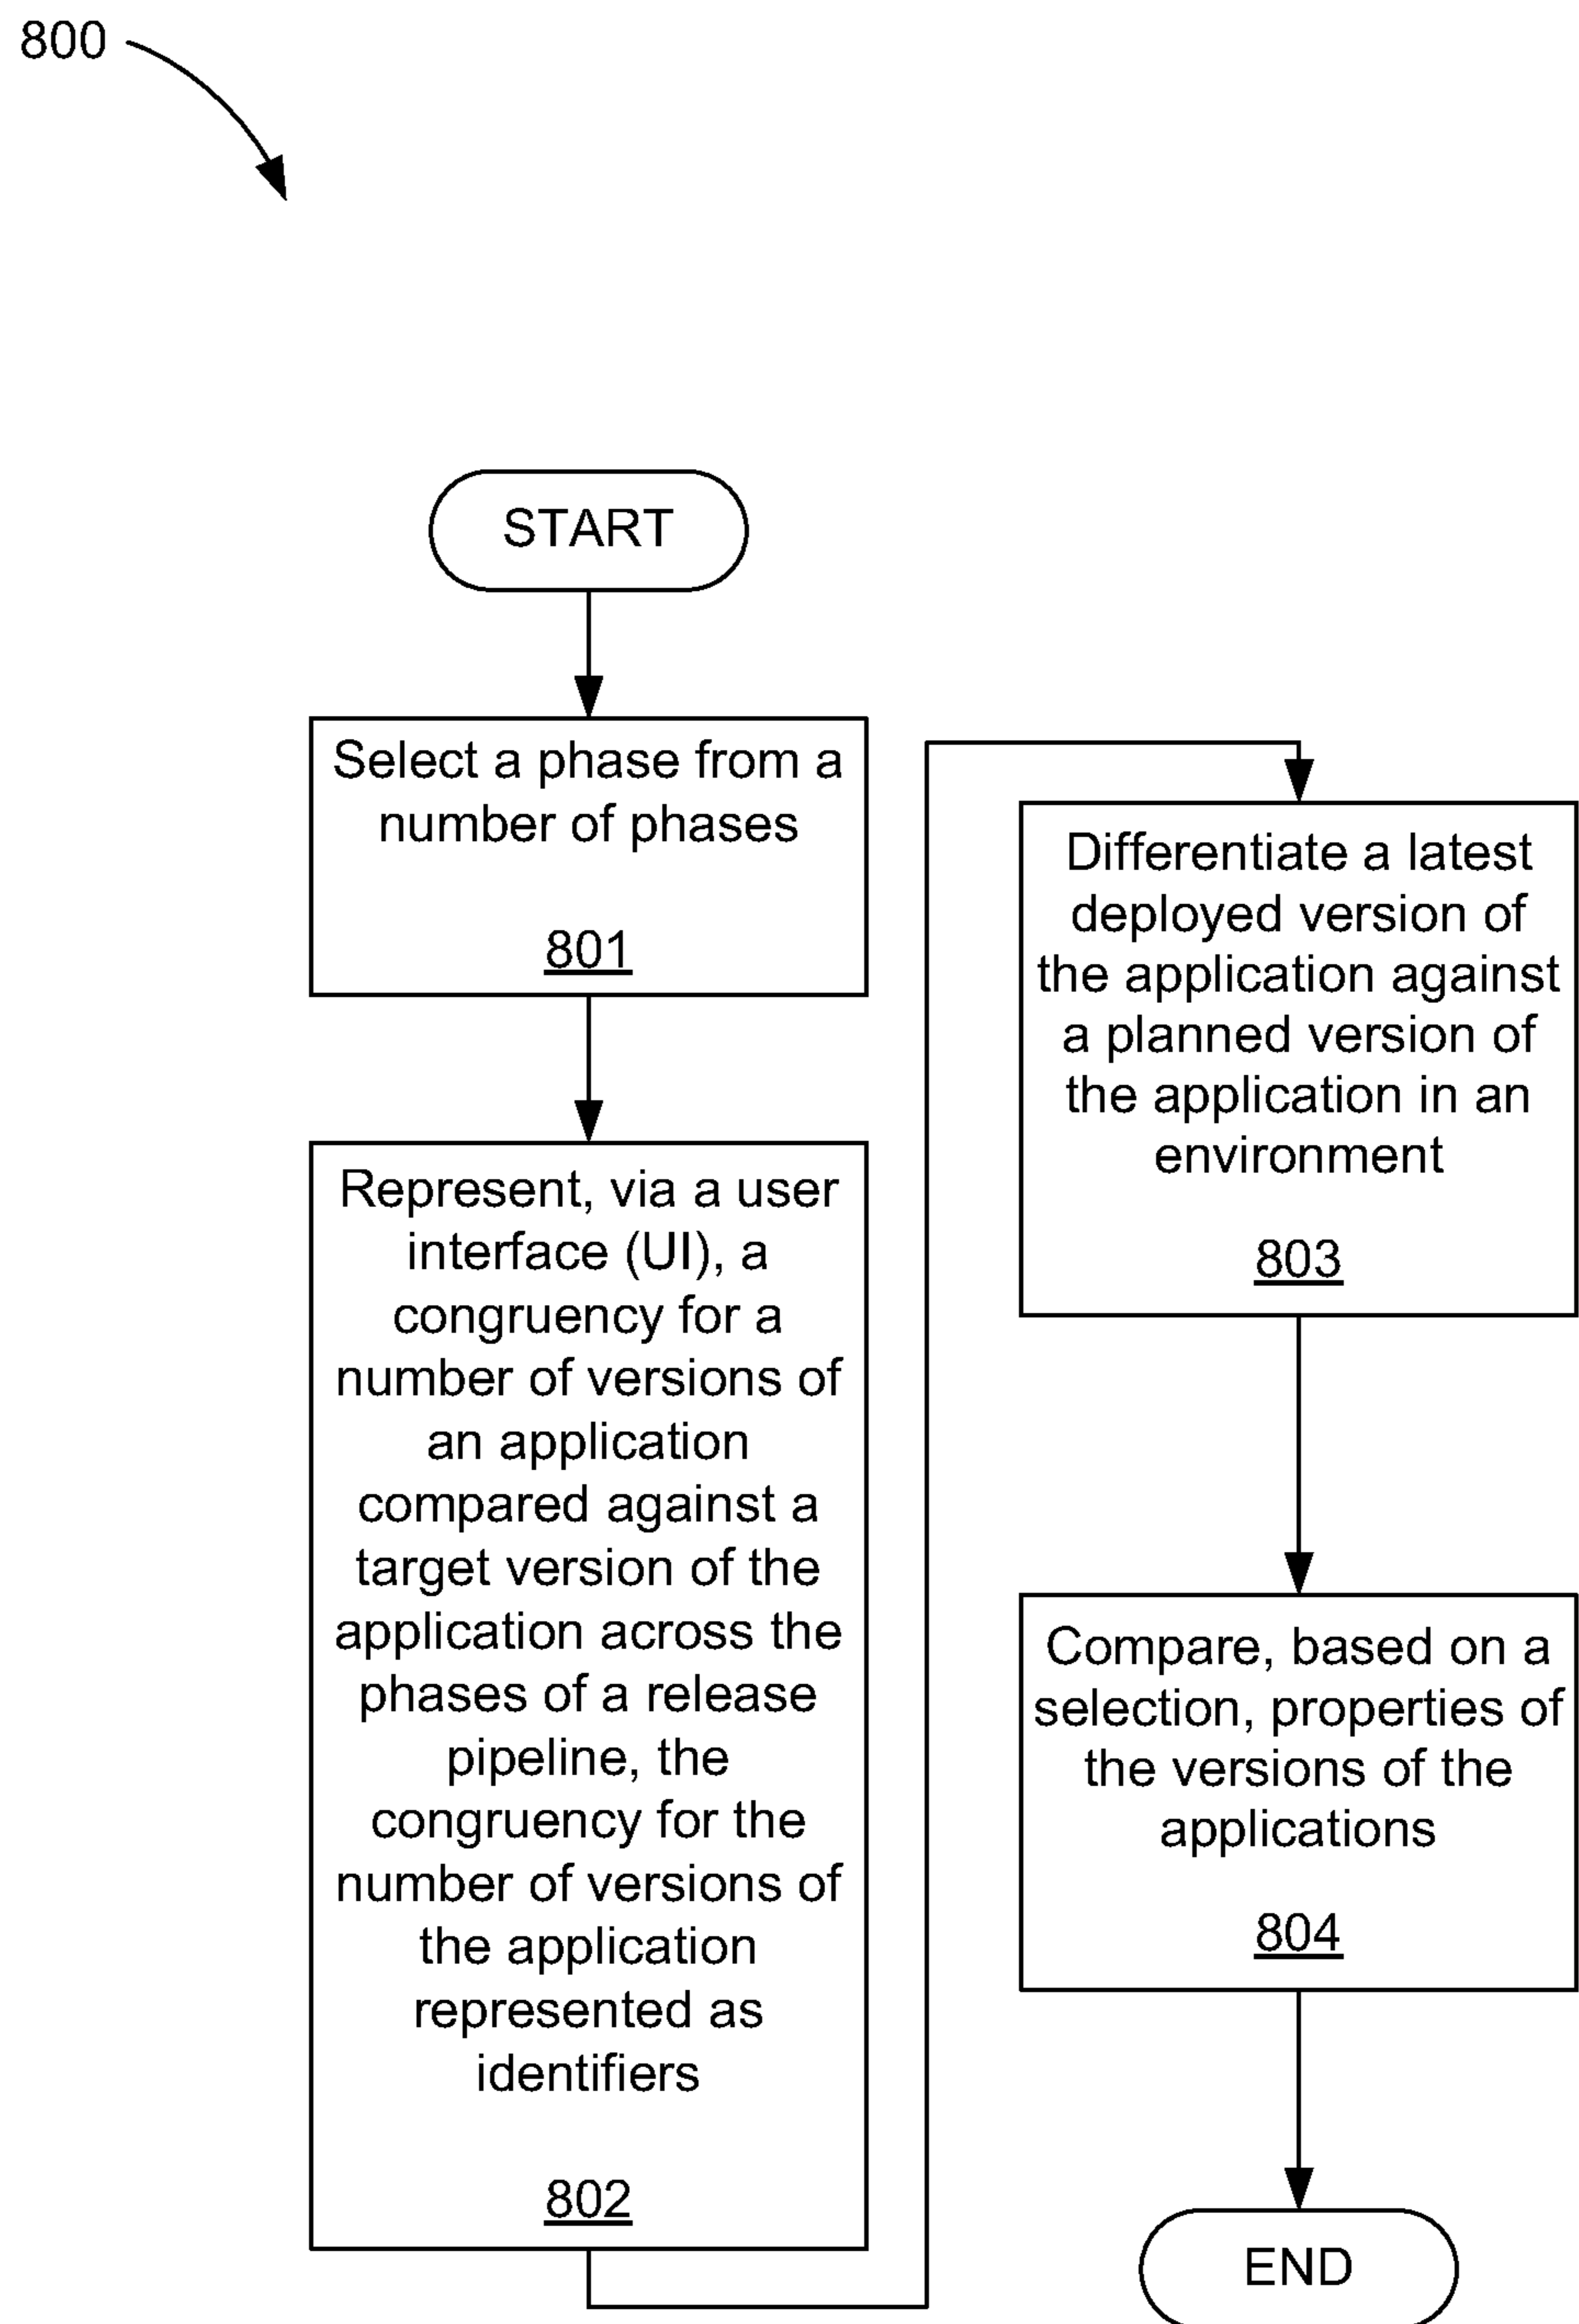 800
START
Select a phase from a
number of phases
801
Represent, via a user
interface (UI), a
congruency for a
number of versions of
an application
compared against a
target version of the
application across the
phases of a release
pipeline, the
congruency for the
number of versions of
the application
represented as
identifiers
802
Differentiate a latest
deployed version of
the application against
a planned version of
the application in an
environment
803
Compare, based on a
selection, properties of
the versions of the
applications
804
END